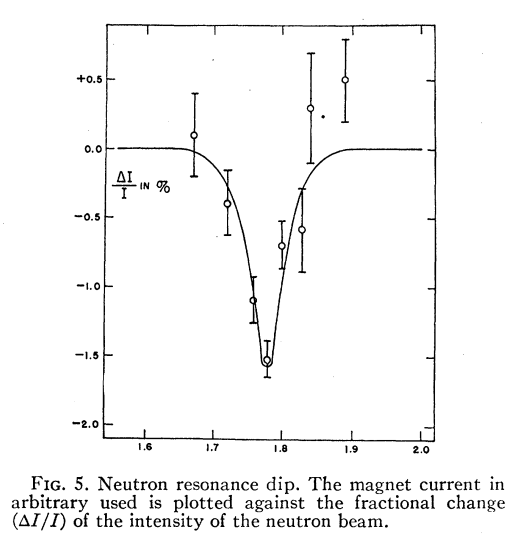 +0.5
0.0
ΔI/I IN %
−0.5
−1.0
−1.5
−2.0
1.6 1.7 1.8 1.9 2.0
FIG. 5. Neutron resonance dip. The magnet current in
arbitrary used is plotted against the fractional change
(ΔI/I) of the intensity of the neutron beam.